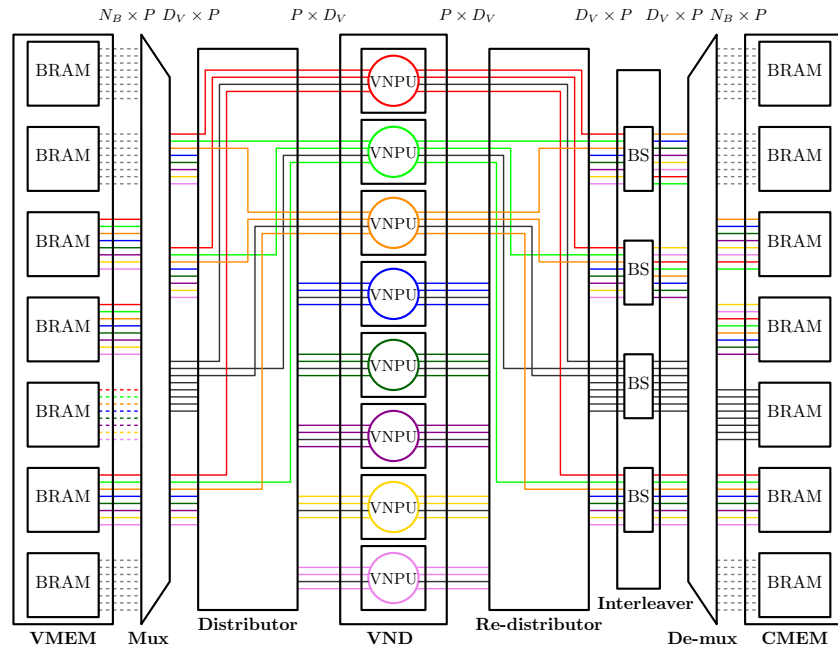 N_B × P D_V × P P × D_V P × D_V D_V × P D_V × P N_B × P
BRAM VNPU BRAM
BRAM VNPU BS BRAM
BRAM VNPU BS BRAM
BRAM VNPU BRAM
BRAM VNPU BS BRAM
BRAM VNPU BS BRAM
BRAM VNPU BRAM
VNPU
Interleaver
Distributor Re-distributor
VMEM Mux VND De-mux CMEM